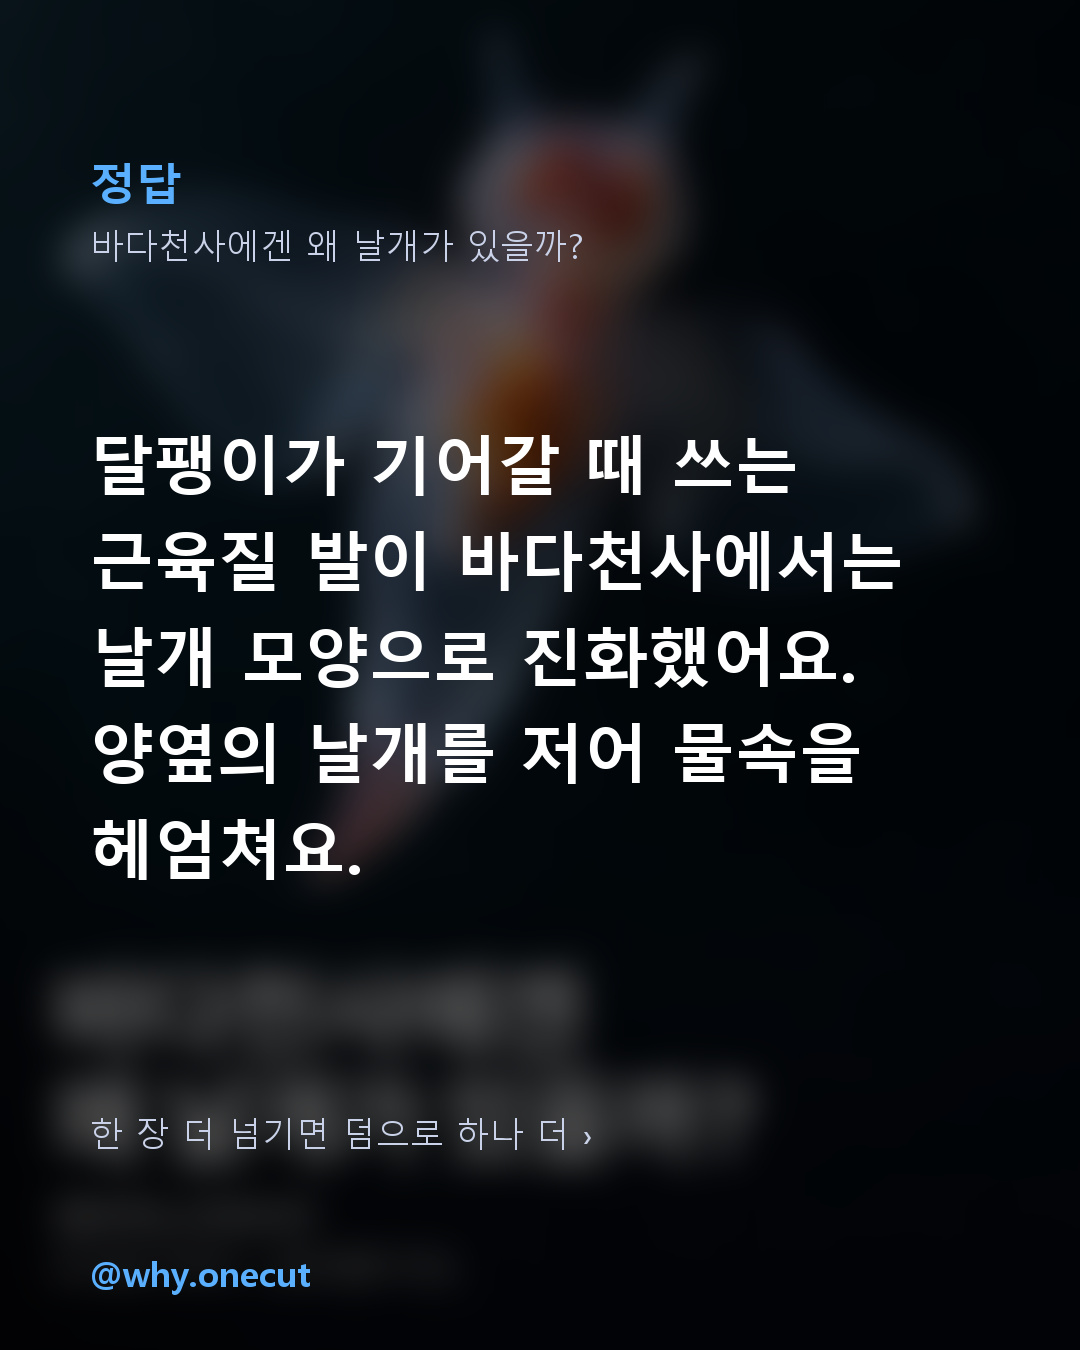 정답
바다천사에겐 왜 날개가 있을까?
달팽이가 기어갈 때 쓰는
근육질 발이 바다천사에서는
날개 모양으로 진화했어요.
양옆의 날개를 저어 물속을
헤엄쳐요.
한 장 더 넘기면 덤으로 하나 더 ›
@why.onecut